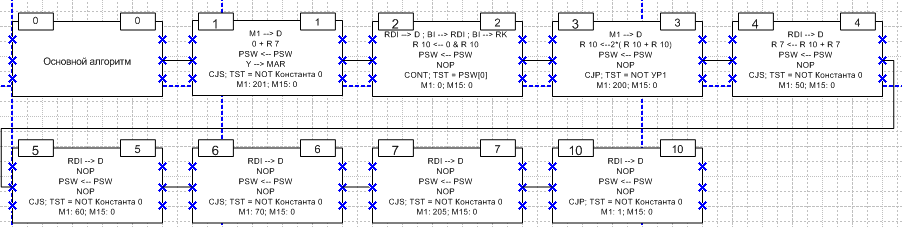 0 0
Основной алгоритм
1 1
M1 --> D
0 + R 7
PSW <-- PSW
Y --> MAR
CJS; TST = NOT Константа 0
M1: 201; M15: 0
2 2
RDI --> D ; BI --> RDI ; BI --> RK
R 10 <-- 0 & R 10
PSW <-- PSW
NOP
CONT; TST = PSW[0]
M1: 0; M15: 0
3 3
M1 --> D
R 10 <--2*( R 10 + R 10)
PSW <-- PSW
NOP
CJP; TST = NOT УР1
M1: 200; M15: 0
4 4
RDI --> D
R 7 <-- R 10 + R 7
PSW <-- PSW
NOP
CJS; TST = NOT Константа 0
M1: 50; M15: 0
5 5
RDI --> D
NOP
PSW <-- PSW
NOP
CJS; TST = NOT Константа 0
M1: 60; M15: 0
6 6
RDI --> D
NOP
PSW <-- PSW
NOP
CJS; TST = NOT Константа 0
M1: 70; M15: 0
7 7
RDI --> D
NOP
PSW <-- PSW
NOP
CJS; TST = NOT Константа 0
M1: 205; M15: 0
10 10
RDI --> D
NOP
PSW <-- PSW
NOP
CJP; TST = NOT Константа 0
M1: 1; M15: 0